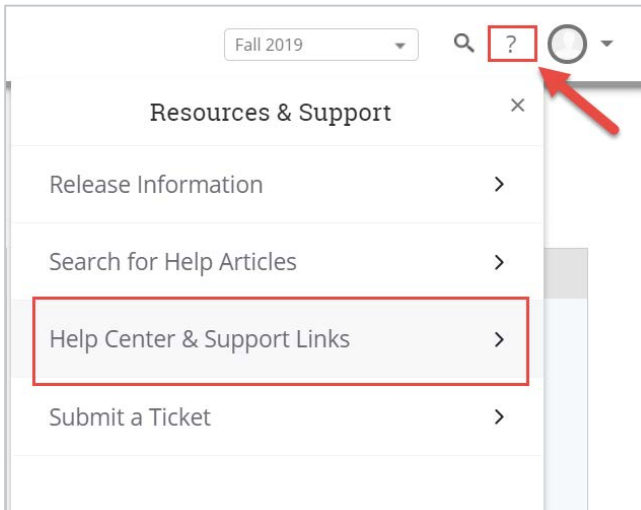 Fall 2019
?
Resources & Support
×
Release Information
Search for Help Articles
Help Center & Support Links
Submit a Ticket